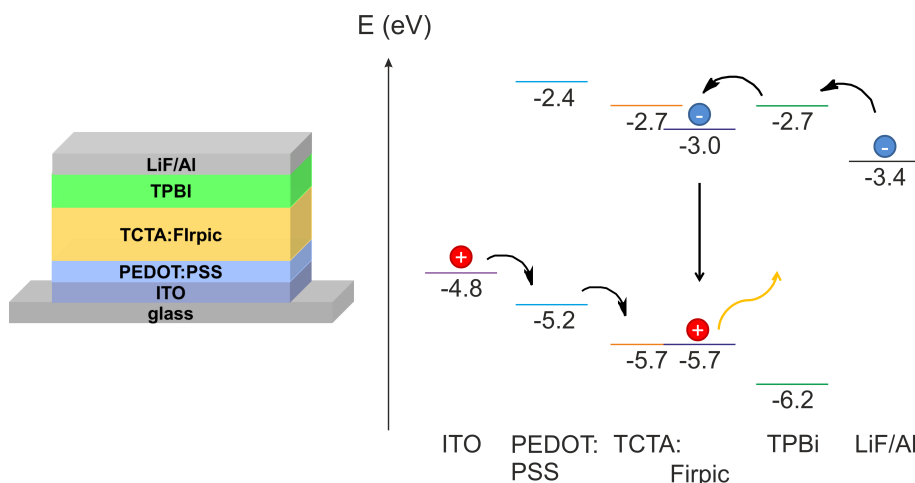 E (eV)
LiF/Al
TPBI
TCTA:FIrpic
PEDOT:PSS
ITO
glass
-2.4
-2.7
-
-3.0
-2.7
-
-3.4
+
-4.8
-5.2
+
-5.7
-5.7
-6.2
ITO
PEDOT:
PSS
TCTA:
Firpic
TPBi
LiF/Al